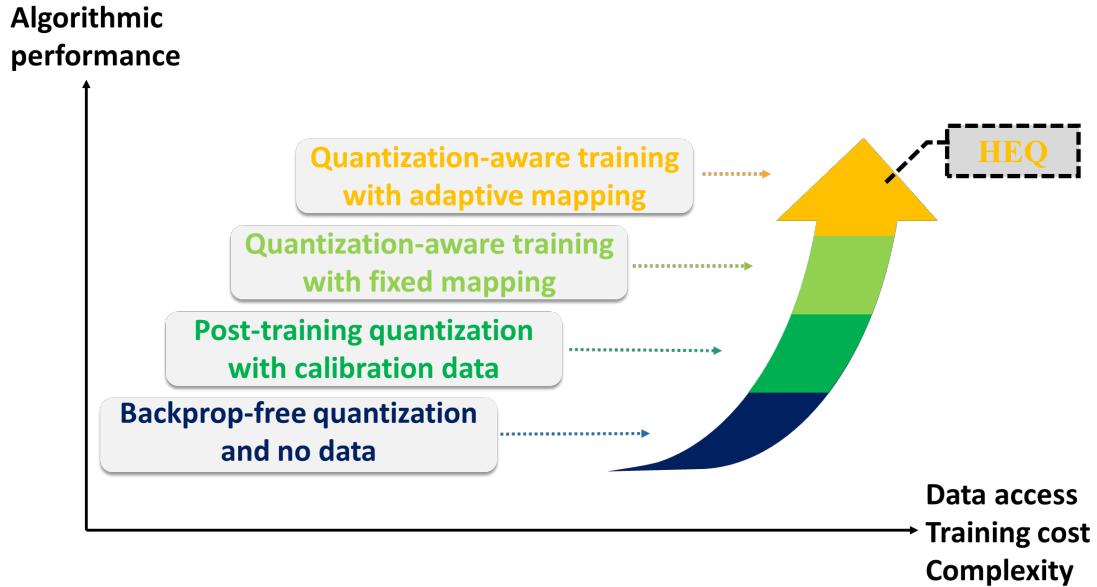 Algorithmic
performance
HEQ
Quantization-aware training
with adaptive mapping
Quantization-aware training
with fixed mapping
Post-training quantization
with calibration data
Backprop-free quantization
and no data
Data access
Training cost
Complexity